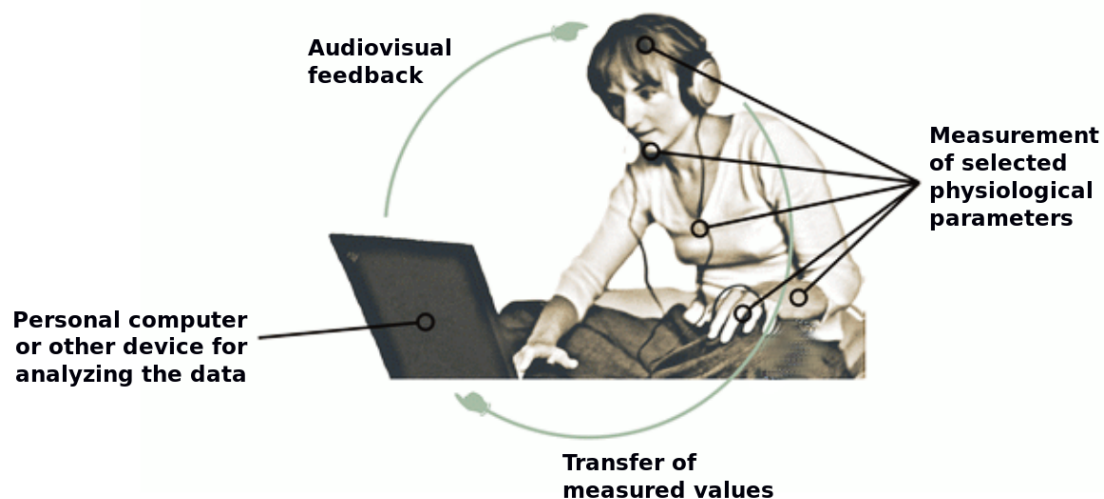 Audiovisual
feedback
Measurement
of selected
physiological
parameters
Personal computer
or other device for
analyzing the data
Transfer of
measured values